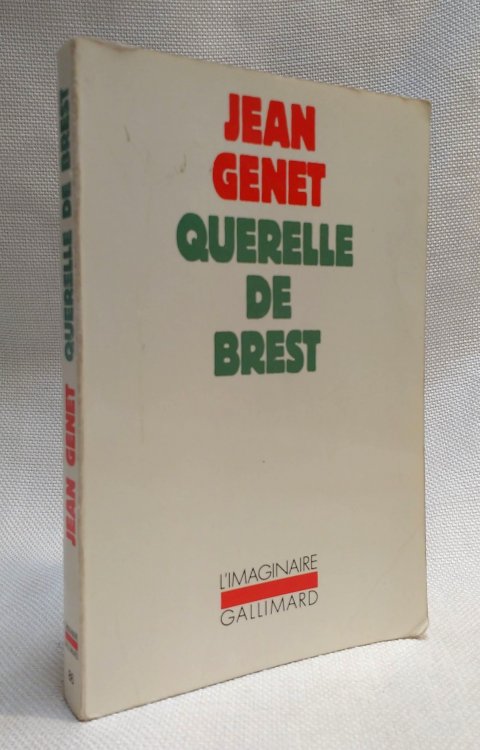 JEAN
GENET
QUERELLE
DE
BREST
L'IMAGINAIRE
GALLIMARD
JEAN GENET QUERELLE DE BREST